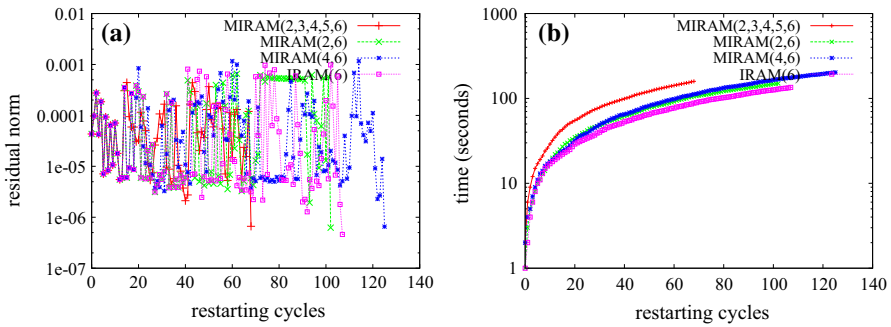 0.01
0.001
0.0001
1e-05
1e-06
1e-07
residual norm
(a)
MIRAM(2,3,4,5,6)
MIRAM(2,6)
MIRAM(4,6)
IRAM(6)
0 20 40 60 80 100 120 140
restarting cycles
1000
100
10
1
time (seconds)
(b)
MIRAM(2,3,4,5,6)
MIRAM(2,6)
MIRAM(4,6)
IRAM(6)
0 20 40 60 80 100 120 140
restarting cycles